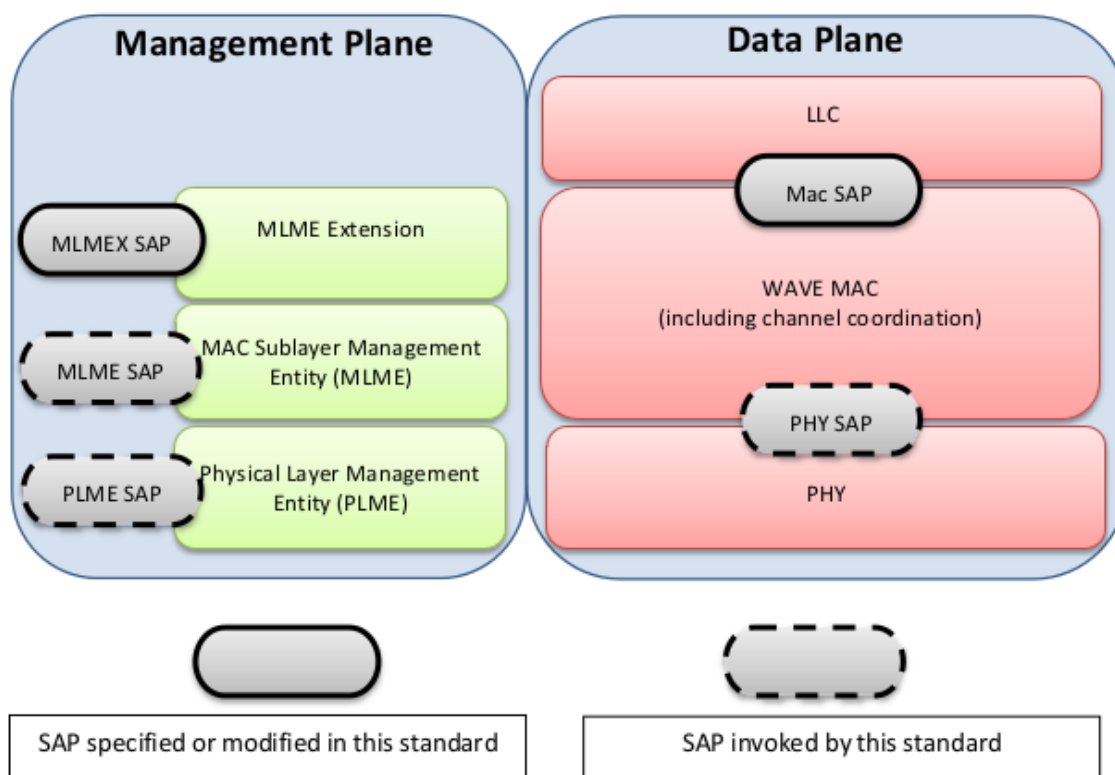 Management Plane
Data Plane
LLC
Mac SAP
MLMEX SAP
MLME Extension
WAVE MAC
(including channel coordination)
MLME SAP
MAC Sublayer Management
Entity (MLME)
PHY SAP
PLME SAP
Physical Layer Management
Entity (PLME)
PHY
SAP specified or modified in this standard
SAP invoked by this standard